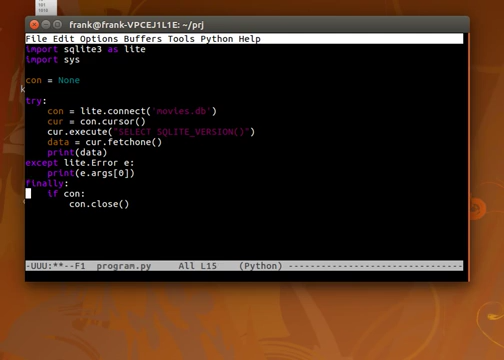 frank@frank-VPCEJ1L1E: ~/prj
File Edit Options Buffers Tools Python Help
import sqlite3 as lite
import sys
con = None
try:
con = lite.connect('movies.db')
cur = con.cursor()
cur.execute("SELECT SQLITE_VERSION()")
data = cur.fetchone()
print(data)
except lite.Error e:
print(e.args[0])
finally:
if con:
con.close()
-UUU:**--F1 program.py All L15 (Python) --------------------------------